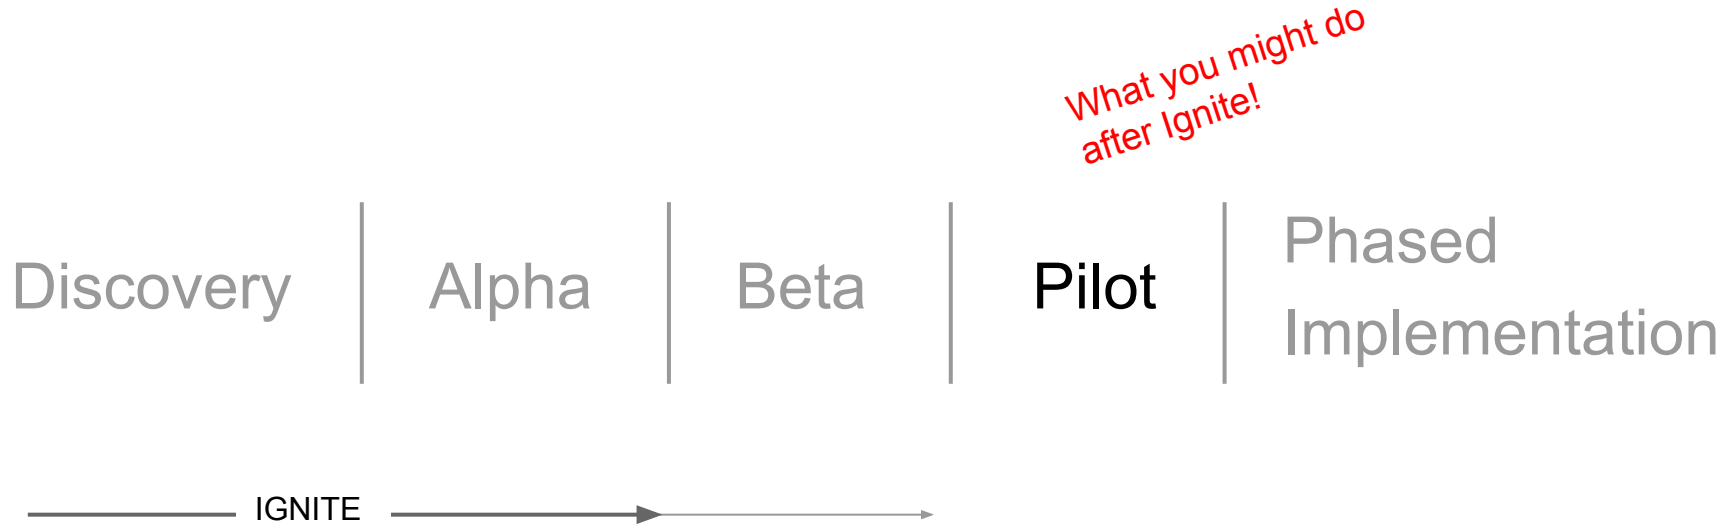 What you might do
after Ignite!
Discovery
Alpha
Beta
Pilot
Phased
Implementation
IGNITE